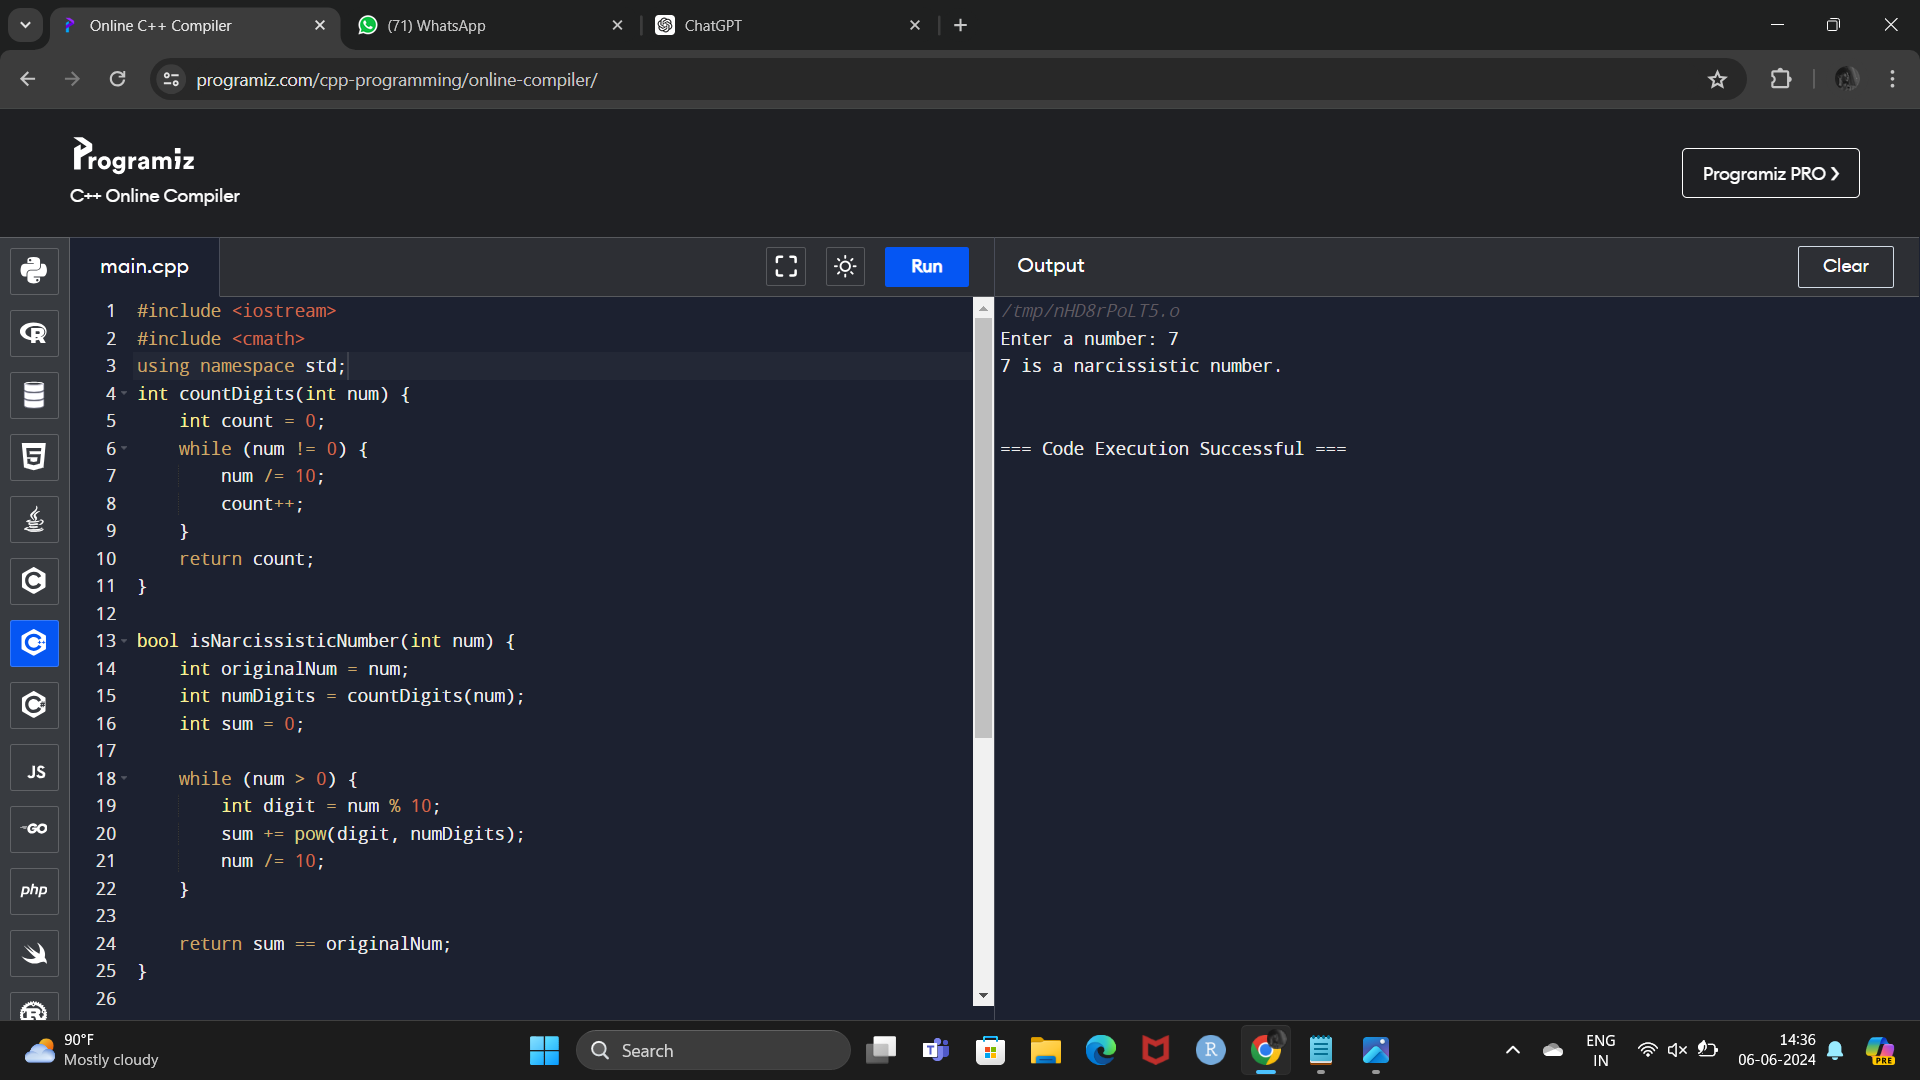 Online C++ Compiler
(71) WhatsApp
ChatGPT
programiz.com/cpp-programming/online-compiler/
Programiz
C++ Online Compiler
Programiz PRO ❯
main.cpp
Run
Output
Clear
1 #include <iostream>
2 #include <cmath>
3 using namespace std;
4 int countDigits(int num) {
5     int count = 0;
6     while (num != 0) {
7         num /= 10;
8         count++;
9     }
10     return count;
11 }
12
13 bool isNarcissisticNumber(int num) {
14     int originalNum = num;
15     int numDigits = countDigits(num);
16     int sum = 0;
17
18     while (num > 0) {
19         int digit = num % 10;
20         sum += pow(digit, numDigits);
21         num /= 10;
22     }
23
24     return sum == originalNum;
25 }
26
/tmp/nHD8rPoLT5.o
Enter a number: 7
7 is a narcissistic number.
=== Code Execution Successful ===
R
5
C
C
C
JS
GO
php
R
90°F
Mostly cloudy
Search
T
R
ENG
IN
14:36
06-06-2024
PRE